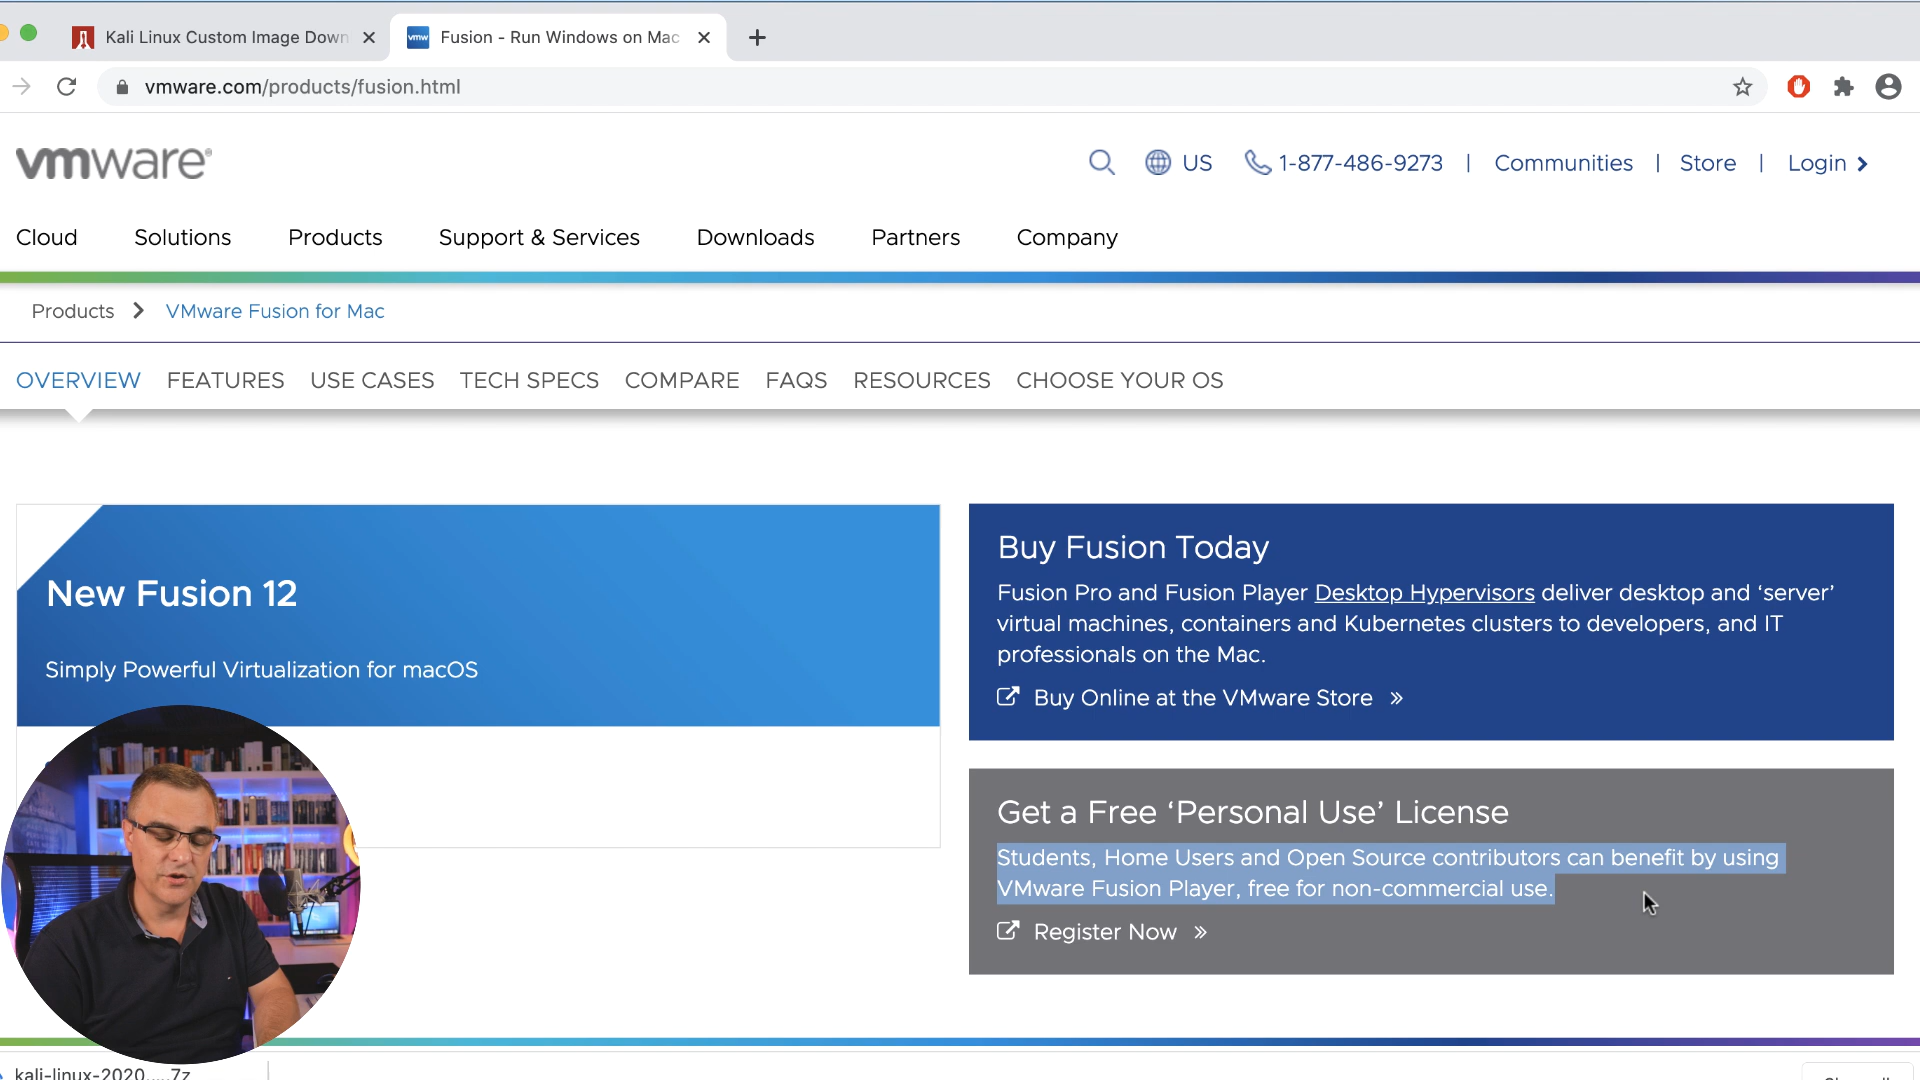 Kali Linux Custom Image Down
vmw
Fusion - Run Windows on Mac
vmware.com/products/fusion.html
vmware®
US
1-877-486-9273 | Communities | Store | Login
Cloud Solutions Products Support & Services Downloads Partners Company
Products VMware Fusion for Mac
OVERVIEW FEATURES USE CASES TECH SPECS COMPARE FAQS RESOURCES CHOOSE YOUR OS
New Fusion 12
Simply Powerful Virtualization for macOS
Buy Fusion Today
Fusion Pro and Fusion Player Desktop Hypervisors deliver desktop and ‘server’
virtual machines, containers and Kubernetes clusters to developers, and IT
professionals on the Mac.
Buy Online at the VMware Store »
Get a Free ‘Personal Use’ License
Students, Home Users and Open Source contributors can benefit by using
VMware Fusion Player, free for non-commercial use.
Register Now »
kali-linux-2020....7z